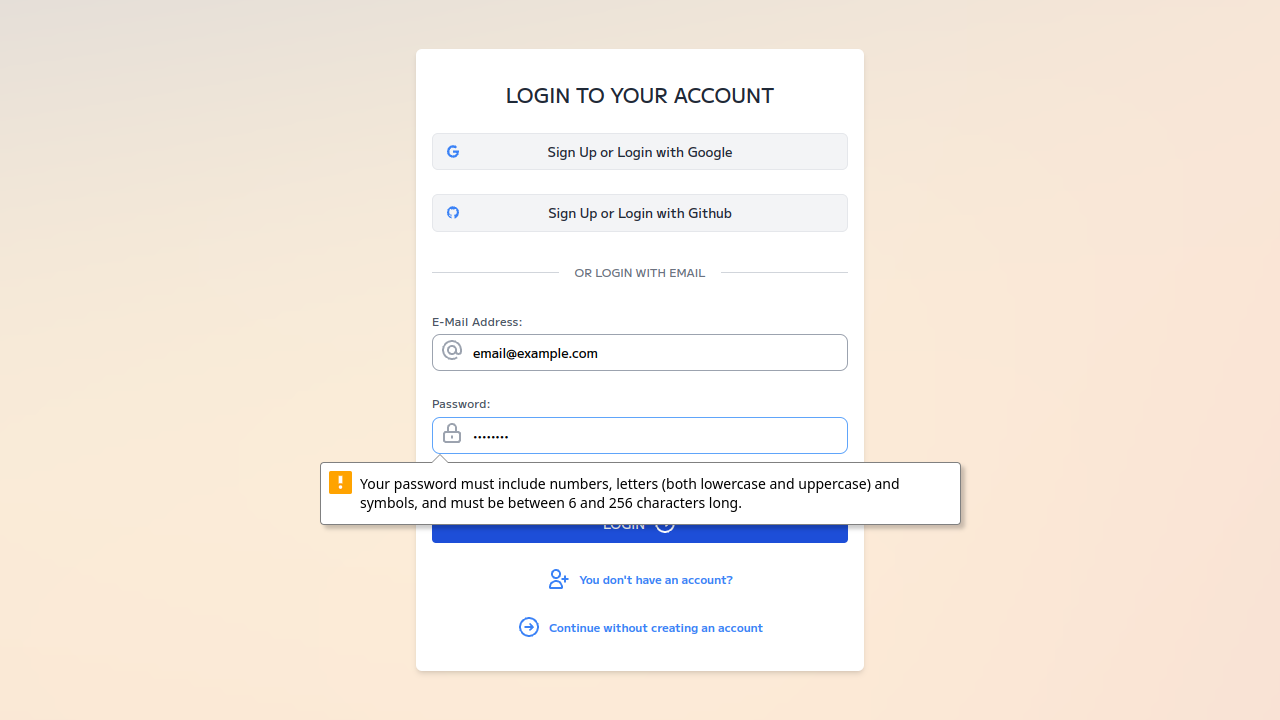 LOGIN TO YOUR ACCOUNT
Sign Up or Login with Google
Sign Up or Login with Github
OR LOGIN WITH EMAIL
E-Mail Address:
email@example.com
Password:
••••••••
Your password must include numbers, letters (both lowercase and uppercase) and
symbols, and must be between 6 and 256 characters long.
LOGIN
You don't have an account?
Continue without creating an account